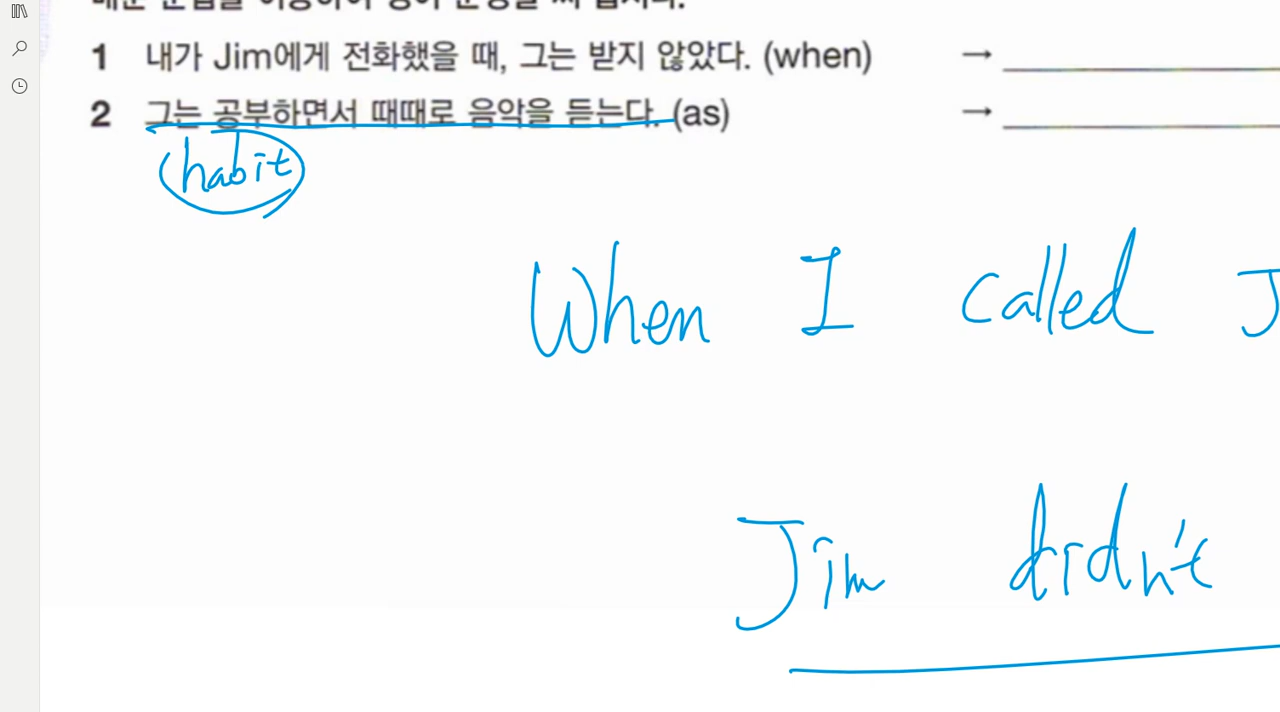 1 내가 Jim에게 전화했을 때, 그는 받지 않았다. (when) →
2 그는 공부하면서 때때로 음악을 듣는다. (as) →
habit
When I called J
Jim didn't